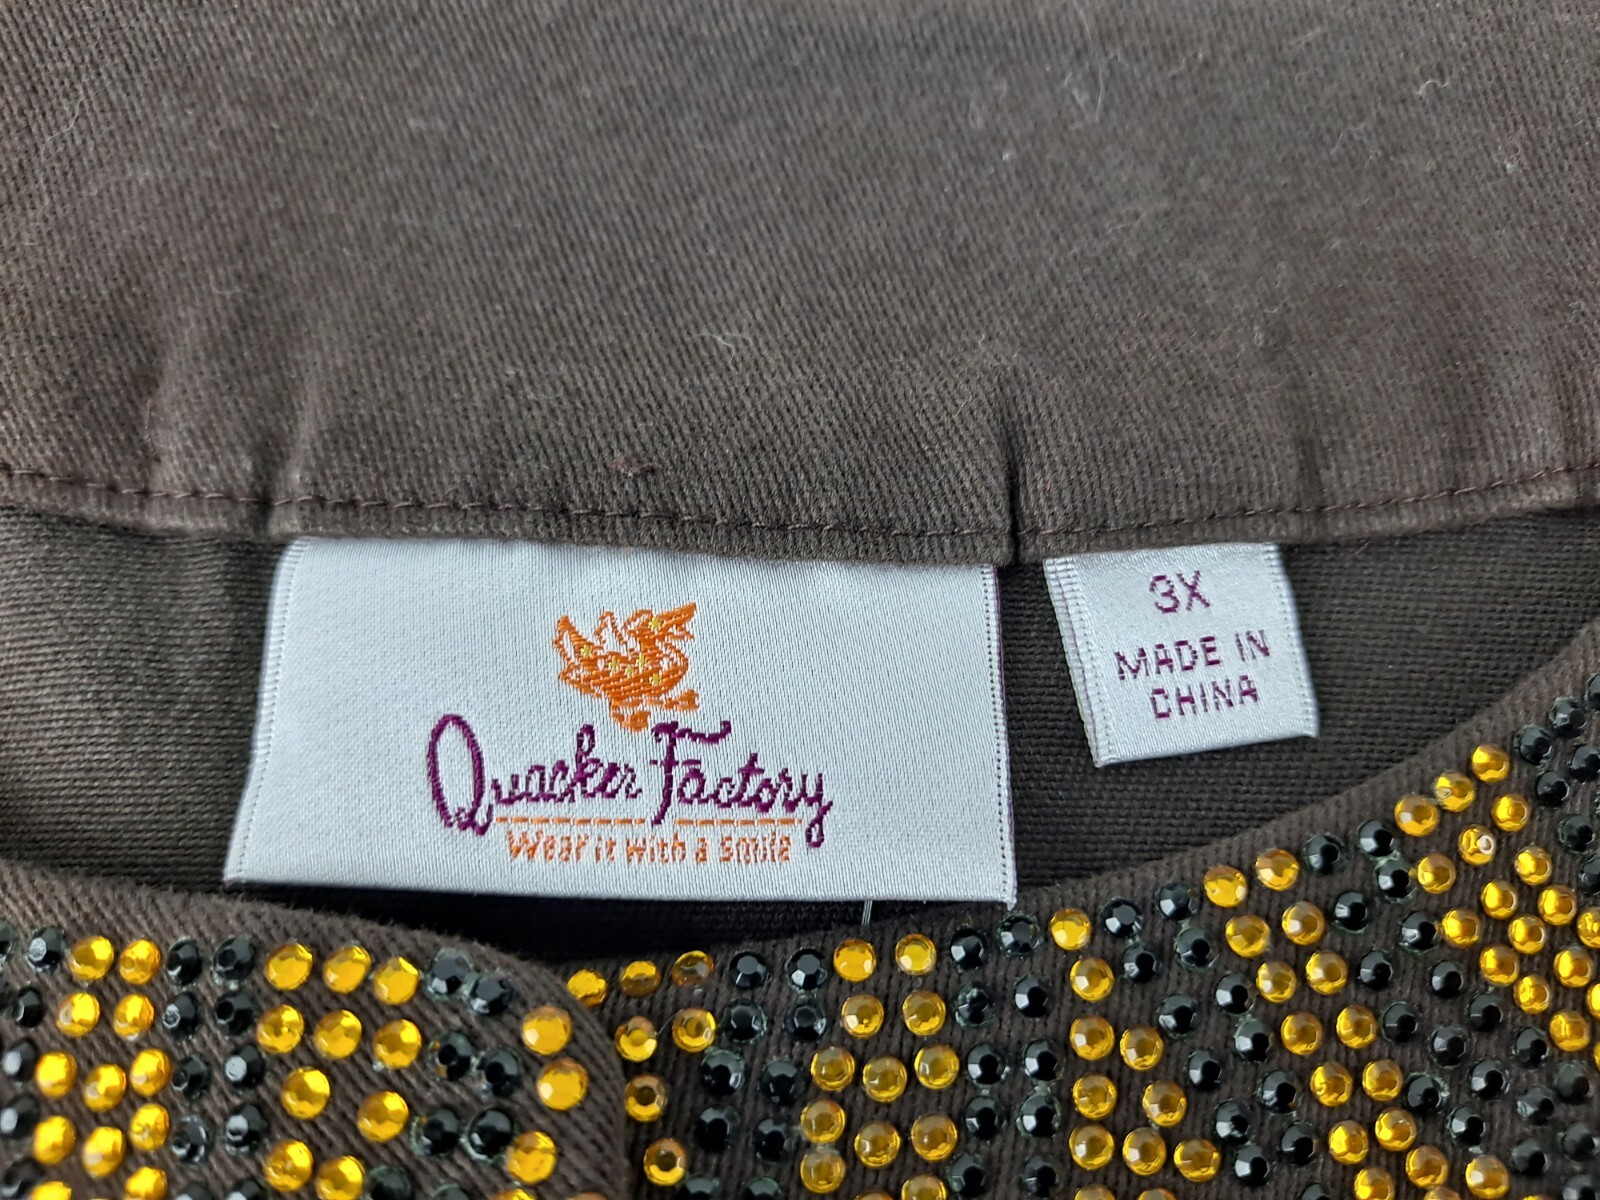 Quacker Factory
Wear it with a smile
3X
MADE IN
CHINA